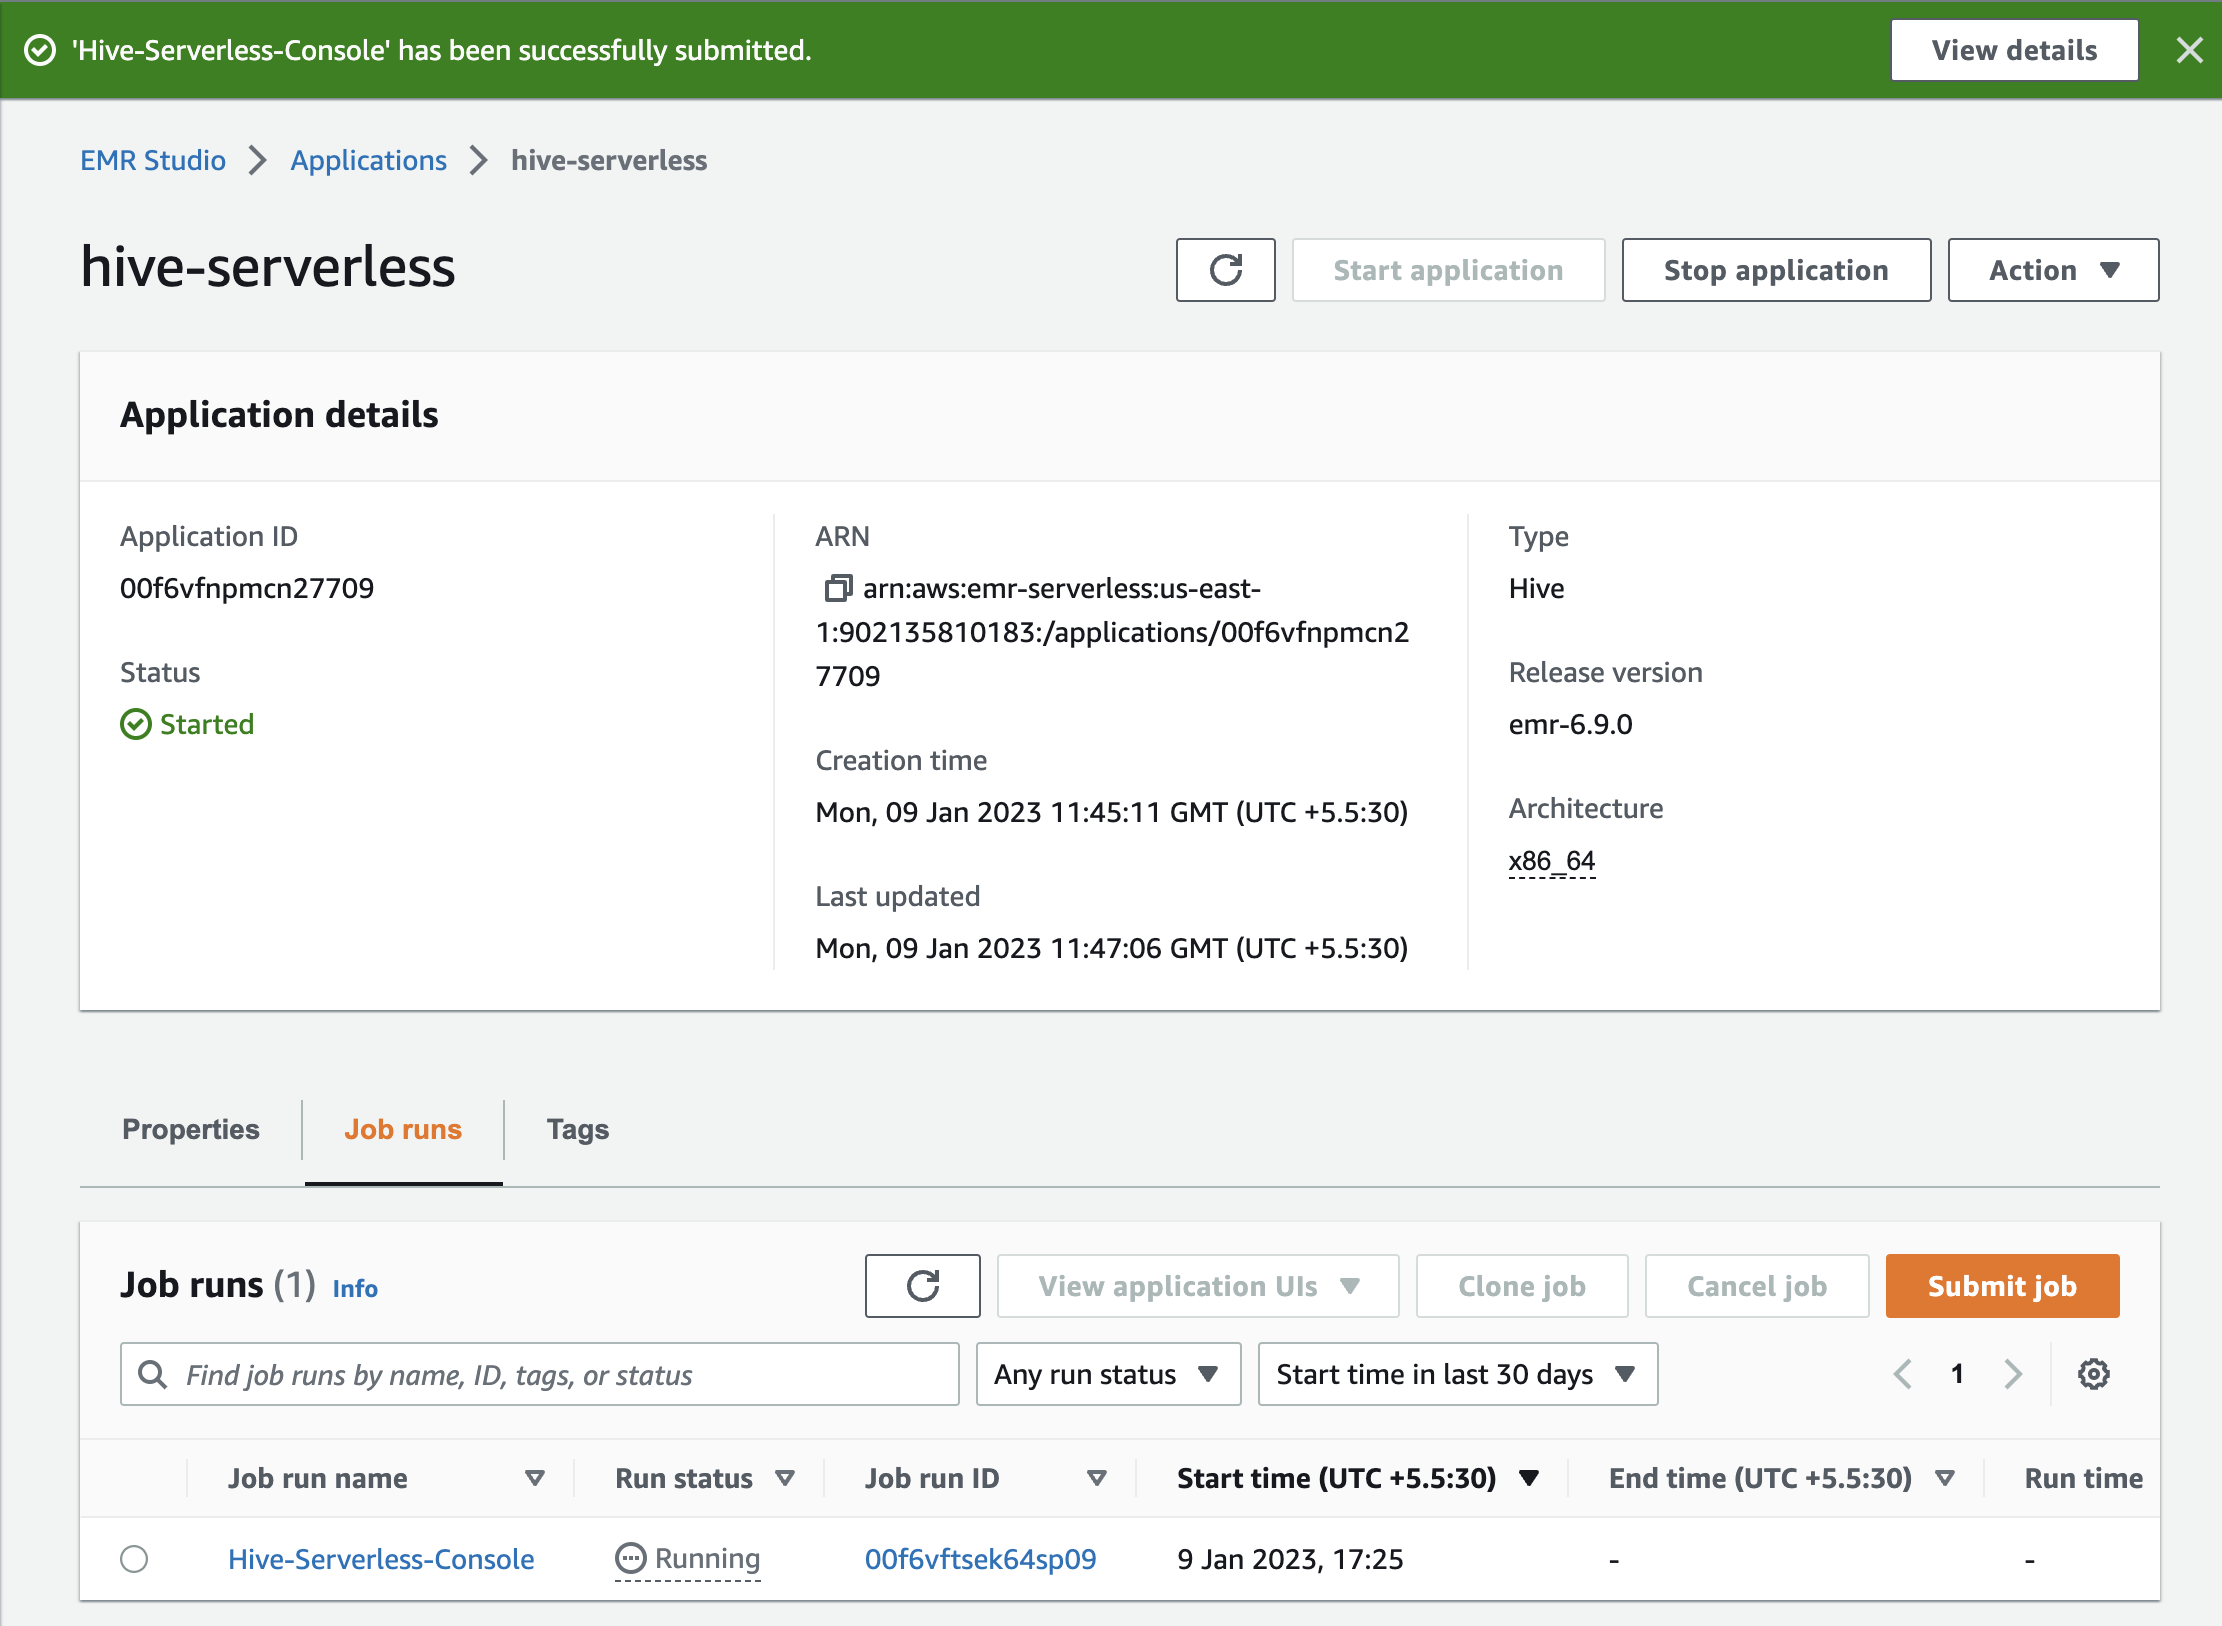 'Hive-Serverless-Console' has been successfully submitted.
View details
EMR Studio
Applications
hive-serverless
hive-serverless
Start application
Stop application
Action
Application details
Application ID
00f6vfnpmcn27709
Status
Started
ARN
arn:aws:emr-serverless:us-east-
1:902135810183:/applications/00f6vfnpmcn2
7709
Creation time
Mon, 09 Jan 2023 11:45:11 GMT (UTC +5.5:30)
Last updated
Mon, 09 Jan 2023 11:47:06 GMT (UTC +5.5:30)
Type
Hive
Release version
emr-6.9.0
Architecture
x86_64
Properties
Job runs
Tags
Job runs (1) Info
View application UIs
Clone job
Cancel job
Submit job
Find job runs by name, ID, tags, or status
Any run status
Start time in last 30 days
1
Job run name
Run status
Job run ID
Start time (UTC +5.5:30)
End time (UTC +5.5:30)
Run time
Hive-Serverless-Console
Running
00f6vftsek64sp09
9 Jan 2023, 17:25
-
-